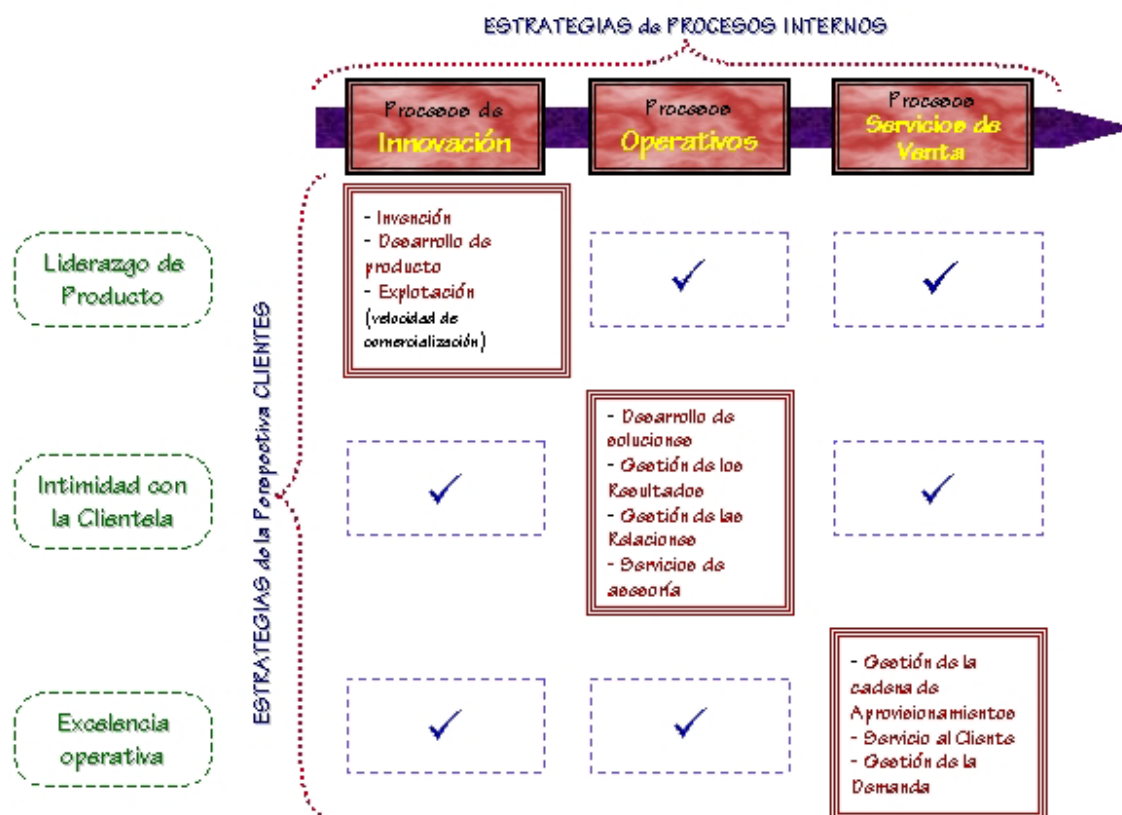 ESTRATEGIAS de PROCESOS INTERNOS
Procesos de
Innovación
Procesos
Operativos
Procesos
Servicios de
Venta
ESTRATEGIAS de la Perspectiva CLIENTES
Liderazgo de
Producto
- Invención
- Desarrollo de
producto
- Explotación
(velocidad de
comercialización)
Intimidad con
la Clientela
- Desarrollo de
soluciones
- Gestión de los
Resultados
- Gestión de las
Relaciones
- Servicios de
asesoría
Excelencia
operativa
- Gestión de la
cadena de
Aprovisionamientos
- Servicio al Cliente
- Gestión de la
Demanda